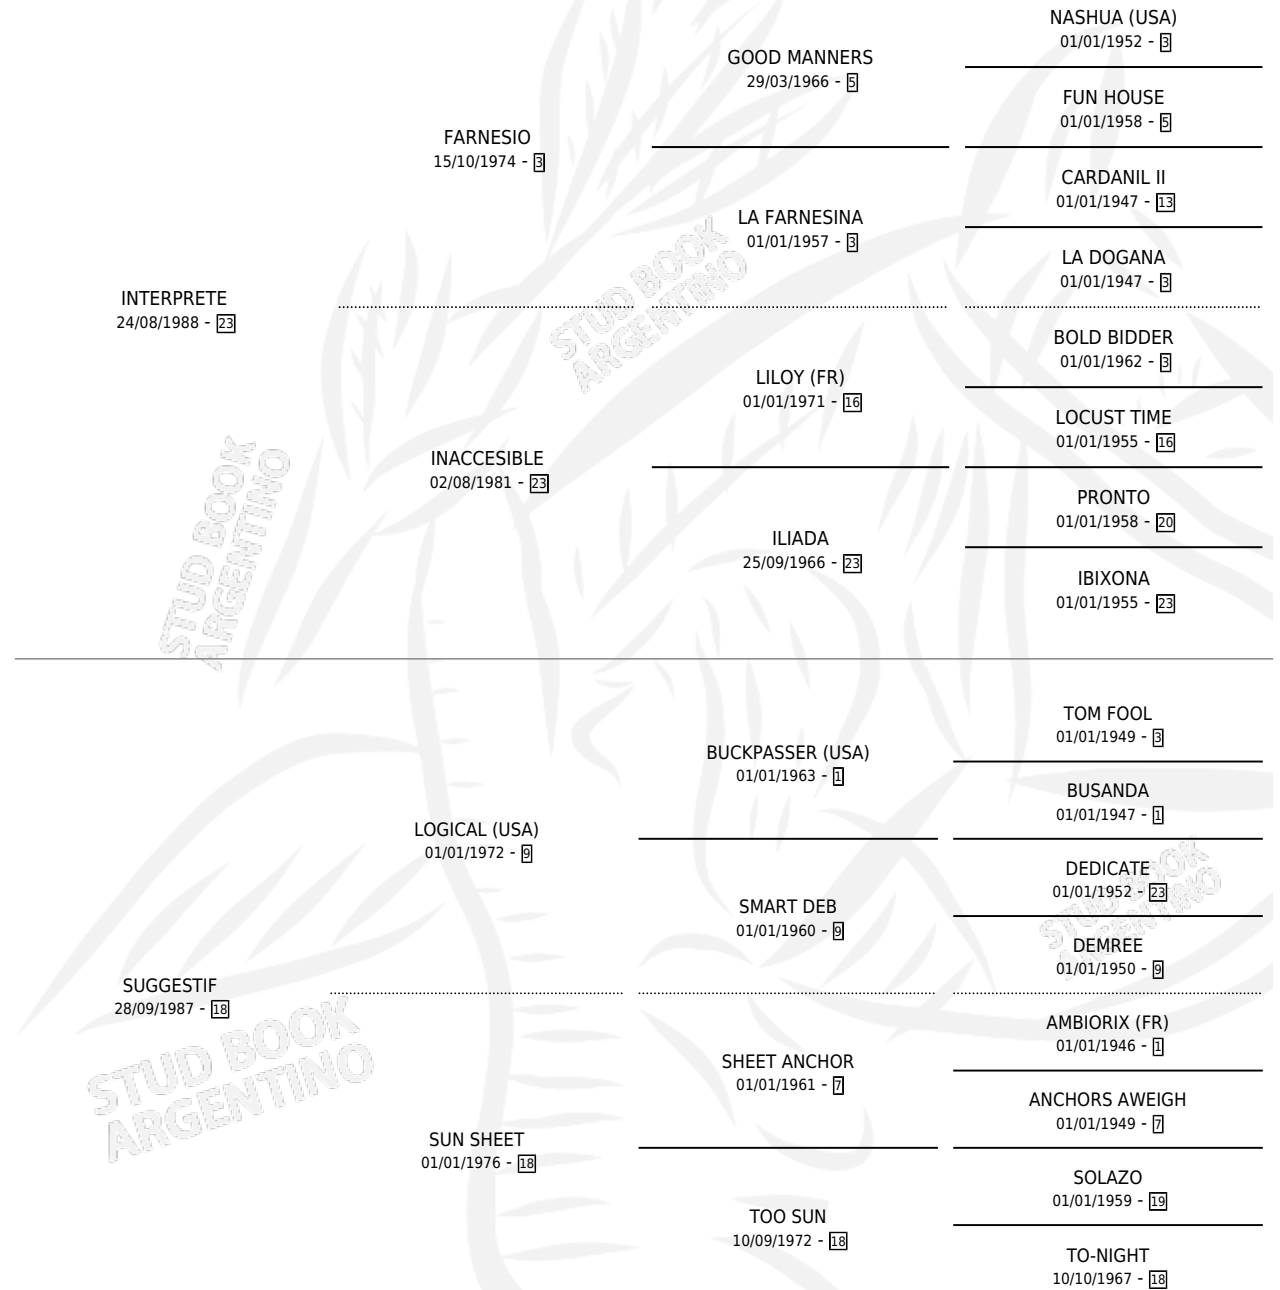 NASHUA (USA)
01/01/1952 - 3
GOOD MANNERS
29/03/1966 - 5
FUN HOUSE
01/01/1958 - 5
FARNESIO
15/10/1974 - 3
CARDANIL II
01/01/1947 - 13
LA FARNESINA
01/01/1957 - 3
LA DOGANA
01/01/1947 - 3
INTERPRETE
24/08/1988 - 23
BOLD BIDDER
01/01/1962 - 3
LILOY (FR)
01/01/1971 - 16
LOCUST TIME
01/01/1955 - 16
INACCESIBLE
02/08/1981 - 23
PRONTO
01/01/1958 - 20
ILIADA
25/09/1966 - 23
IBIXONA
01/01/1955 - 23
TOM FOOL
01/01/1949 - 3
BUCKPASSER (USA)
01/01/1963 - 1
BUSANDA
01/01/1947 - 1
LOGICAL (USA)
01/01/1972 - 9
DEDICATE
01/01/1952 - 23
SMART DEB
01/01/1960 - 9
DEMREE
01/01/1950 - 9
SUGGESTIF
28/09/1987 - 18
AMBIORIX (FR)
01/01/1946 - 1
SHEET ANCHOR
01/01/1961 - 7
ANCHORS AWEIGH
01/01/1949 - 7
SUN SHEET
01/01/1976 - 18
SOLAZO
01/01/1959 - 19
TOO SUN
10/09/1972 - 18
TO-NIGHT
10/10/1967 - 18
STUD BOOK
ARGENTINO
STUD BOOK
ARGENTINO
STUD BOOK
ARGENTINO
STUD BOOK
ARGENTINO